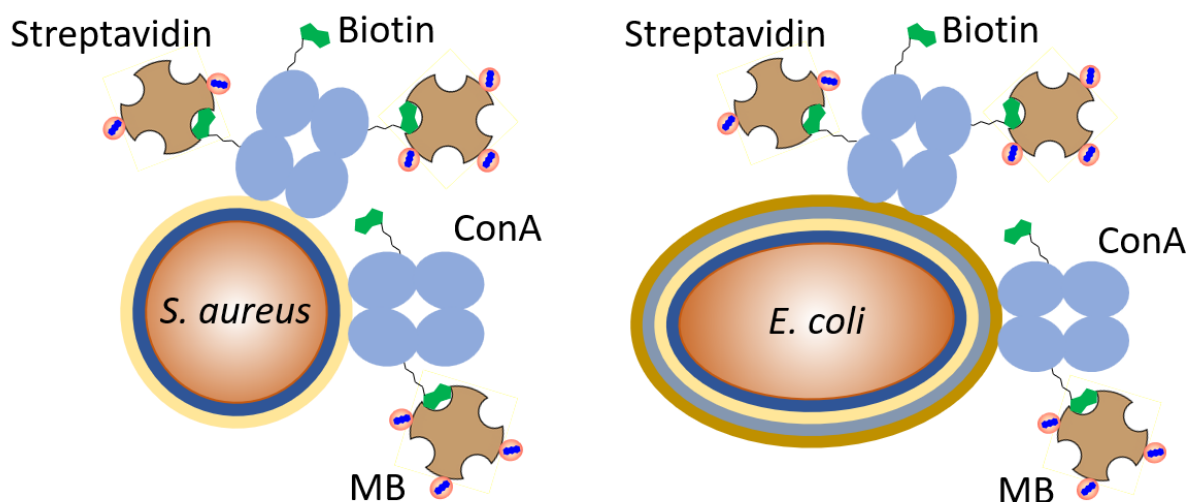 Streptavidin
Biotin
ConA
S. aureus
MB
Streptavidin
Biotin
ConA
E. coli
MB